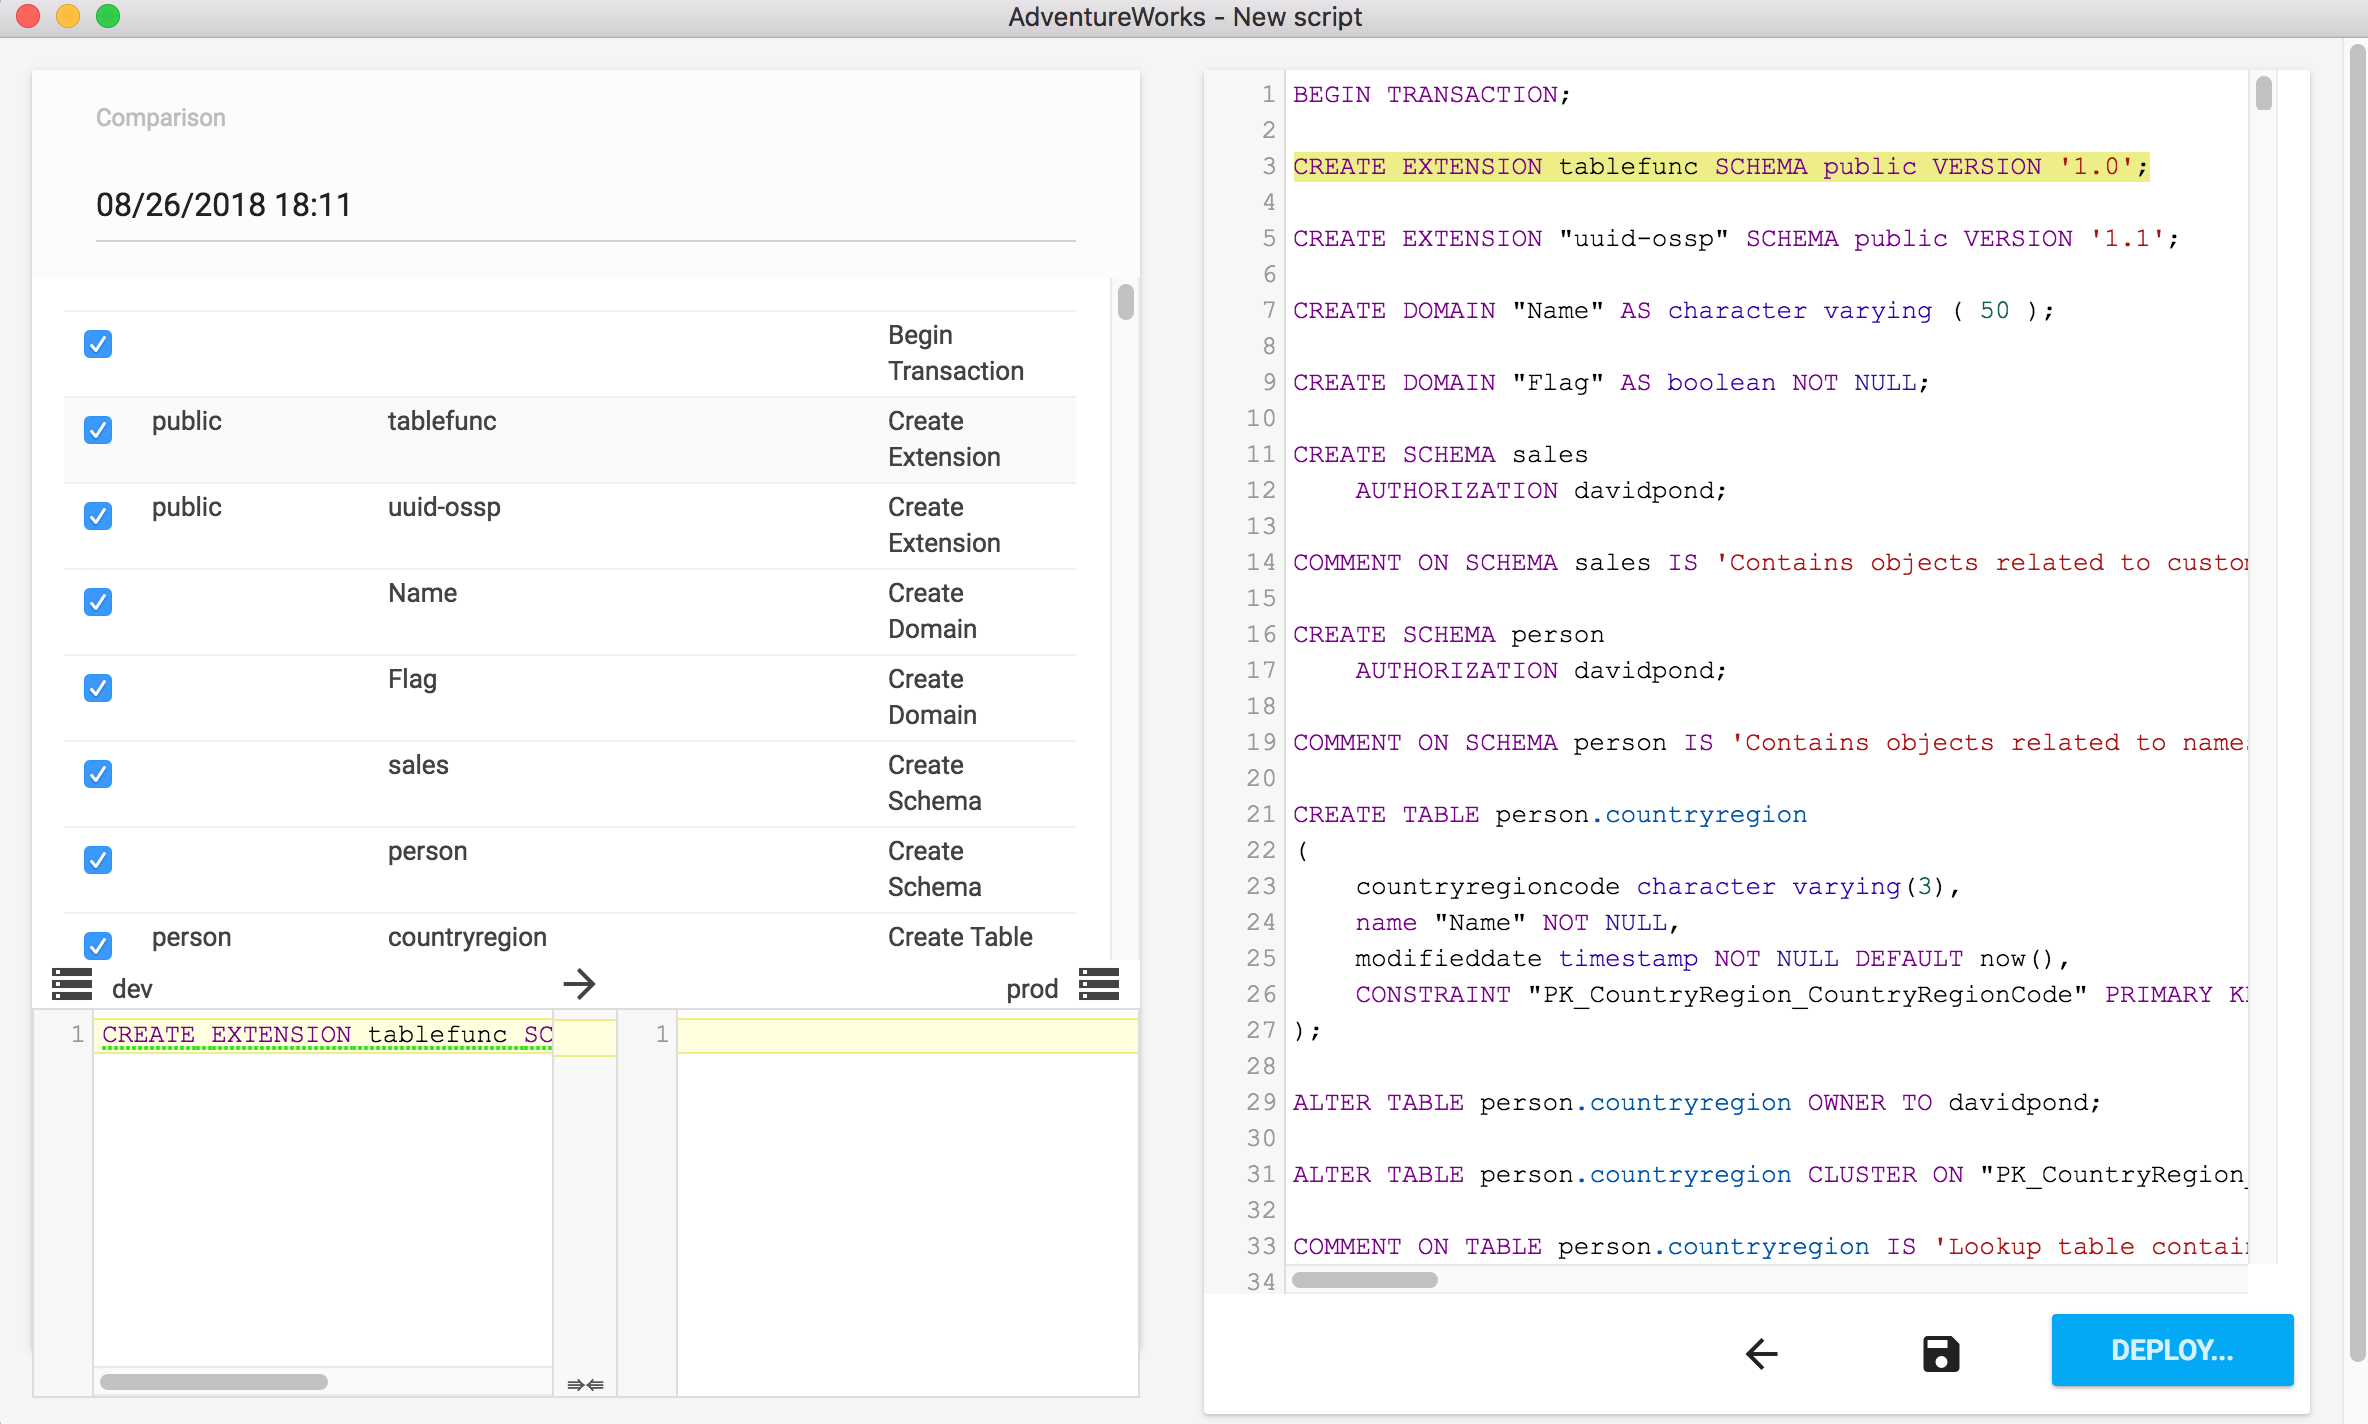 AdventureWorks - New script
Comparison
08/26/2018 18:11
Begin
Transaction
public tablefunc Create
Extension
public uuid-ossp Create
Extension
Name Create
Domain
Flag Create
Domain
sales Create
Schema
person Create
Schema
person countryregion Create Table
dev prod
1 CREATE EXTENSION tablefunc SC
1
1 BEGIN TRANSACTION;
2
3 CREATE EXTENSION tablefunc SCHEMA public VERSION '1.0';
4
5 CREATE EXTENSION "uuid-ossp" SCHEMA public VERSION '1.1';
6
7 CREATE DOMAIN "Name" AS character varying ( 50 );
8
9 CREATE DOMAIN "Flag" AS boolean NOT NULL;
10
11 CREATE SCHEMA sales
12 AUTHORIZATION davidpond;
13
14 COMMENT ON SCHEMA sales IS 'Contains objects related to custo
15
16 CREATE SCHEMA person
17 AUTHORIZATION davidpond;
18
19 COMMENT ON SCHEMA person IS 'Contains objects related to name
20
21 CREATE TABLE person.countryregion
22 (
23 countryregioncode character varying(3),
24 name "Name" NOT NULL,
25 modifieddate timestamp NOT NULL DEFAULT now(),
26 CONSTRAINT "PK_CountryRegion_CountryRegionCode" PRIMARY K
27 );
28
29 ALTER TABLE person.countryregion OWNER TO davidpond;
30
31 ALTER TABLE person.countryregion CLUSTER ON "PK_CountryRegion_
32
33 COMMENT ON TABLE person.countryregion IS 'Lookup table contai
34
DEPLOY...